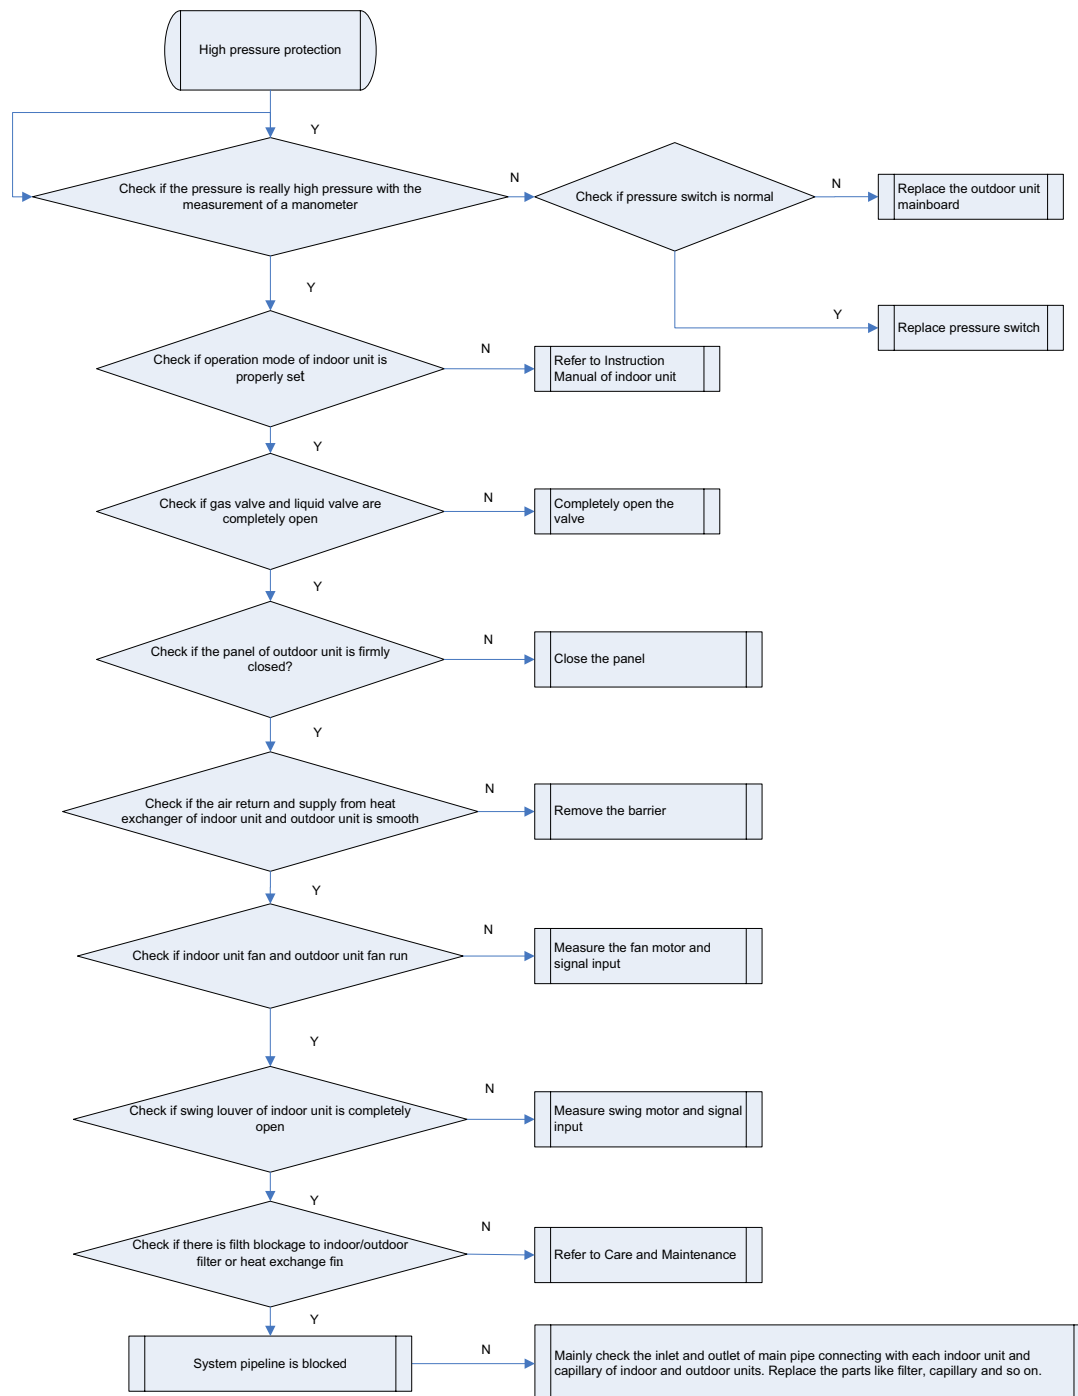 High pressure protection
Y
Check if the pressure is really high pressure with the
measurement of a manometer
N
Check if pressure switch is normal
N
Replace the outdoor unit
mainboard
Y
Replace pressure switch
Y
Check if operation mode of indoor unit is
properly set
N
Refer to Instruction
Manual of indoor unit
Y
Check if gas valve and liquid valve are
completely open
N
Completely open the
valve
Y
Check if the panel of outdoor unit is firmly
closed?
N
Close the panel
Y
Check if the air return and supply from heat
exchanger of indoor unit and outdoor unit is smooth
N
Remove the barrier
Y
Check if indoor unit fan and outdoor unit fan run
N
Measure the fan motor and
signal input
Y
Check if swing louver of indoor unit is completely
open
N
Measure swing motor and signal
input
Y
Check if there is filth blockage to indoor/outdoor
filter or heat exchange fin
N
Refer to Care and Maintenance
Y
System pipeline is blocked
N
Mainly check the inlet and outlet of main pipe connecting with each indoor unit and
capillary of indoor and outdoor units. Replace the parts like filter, capillary and so on.